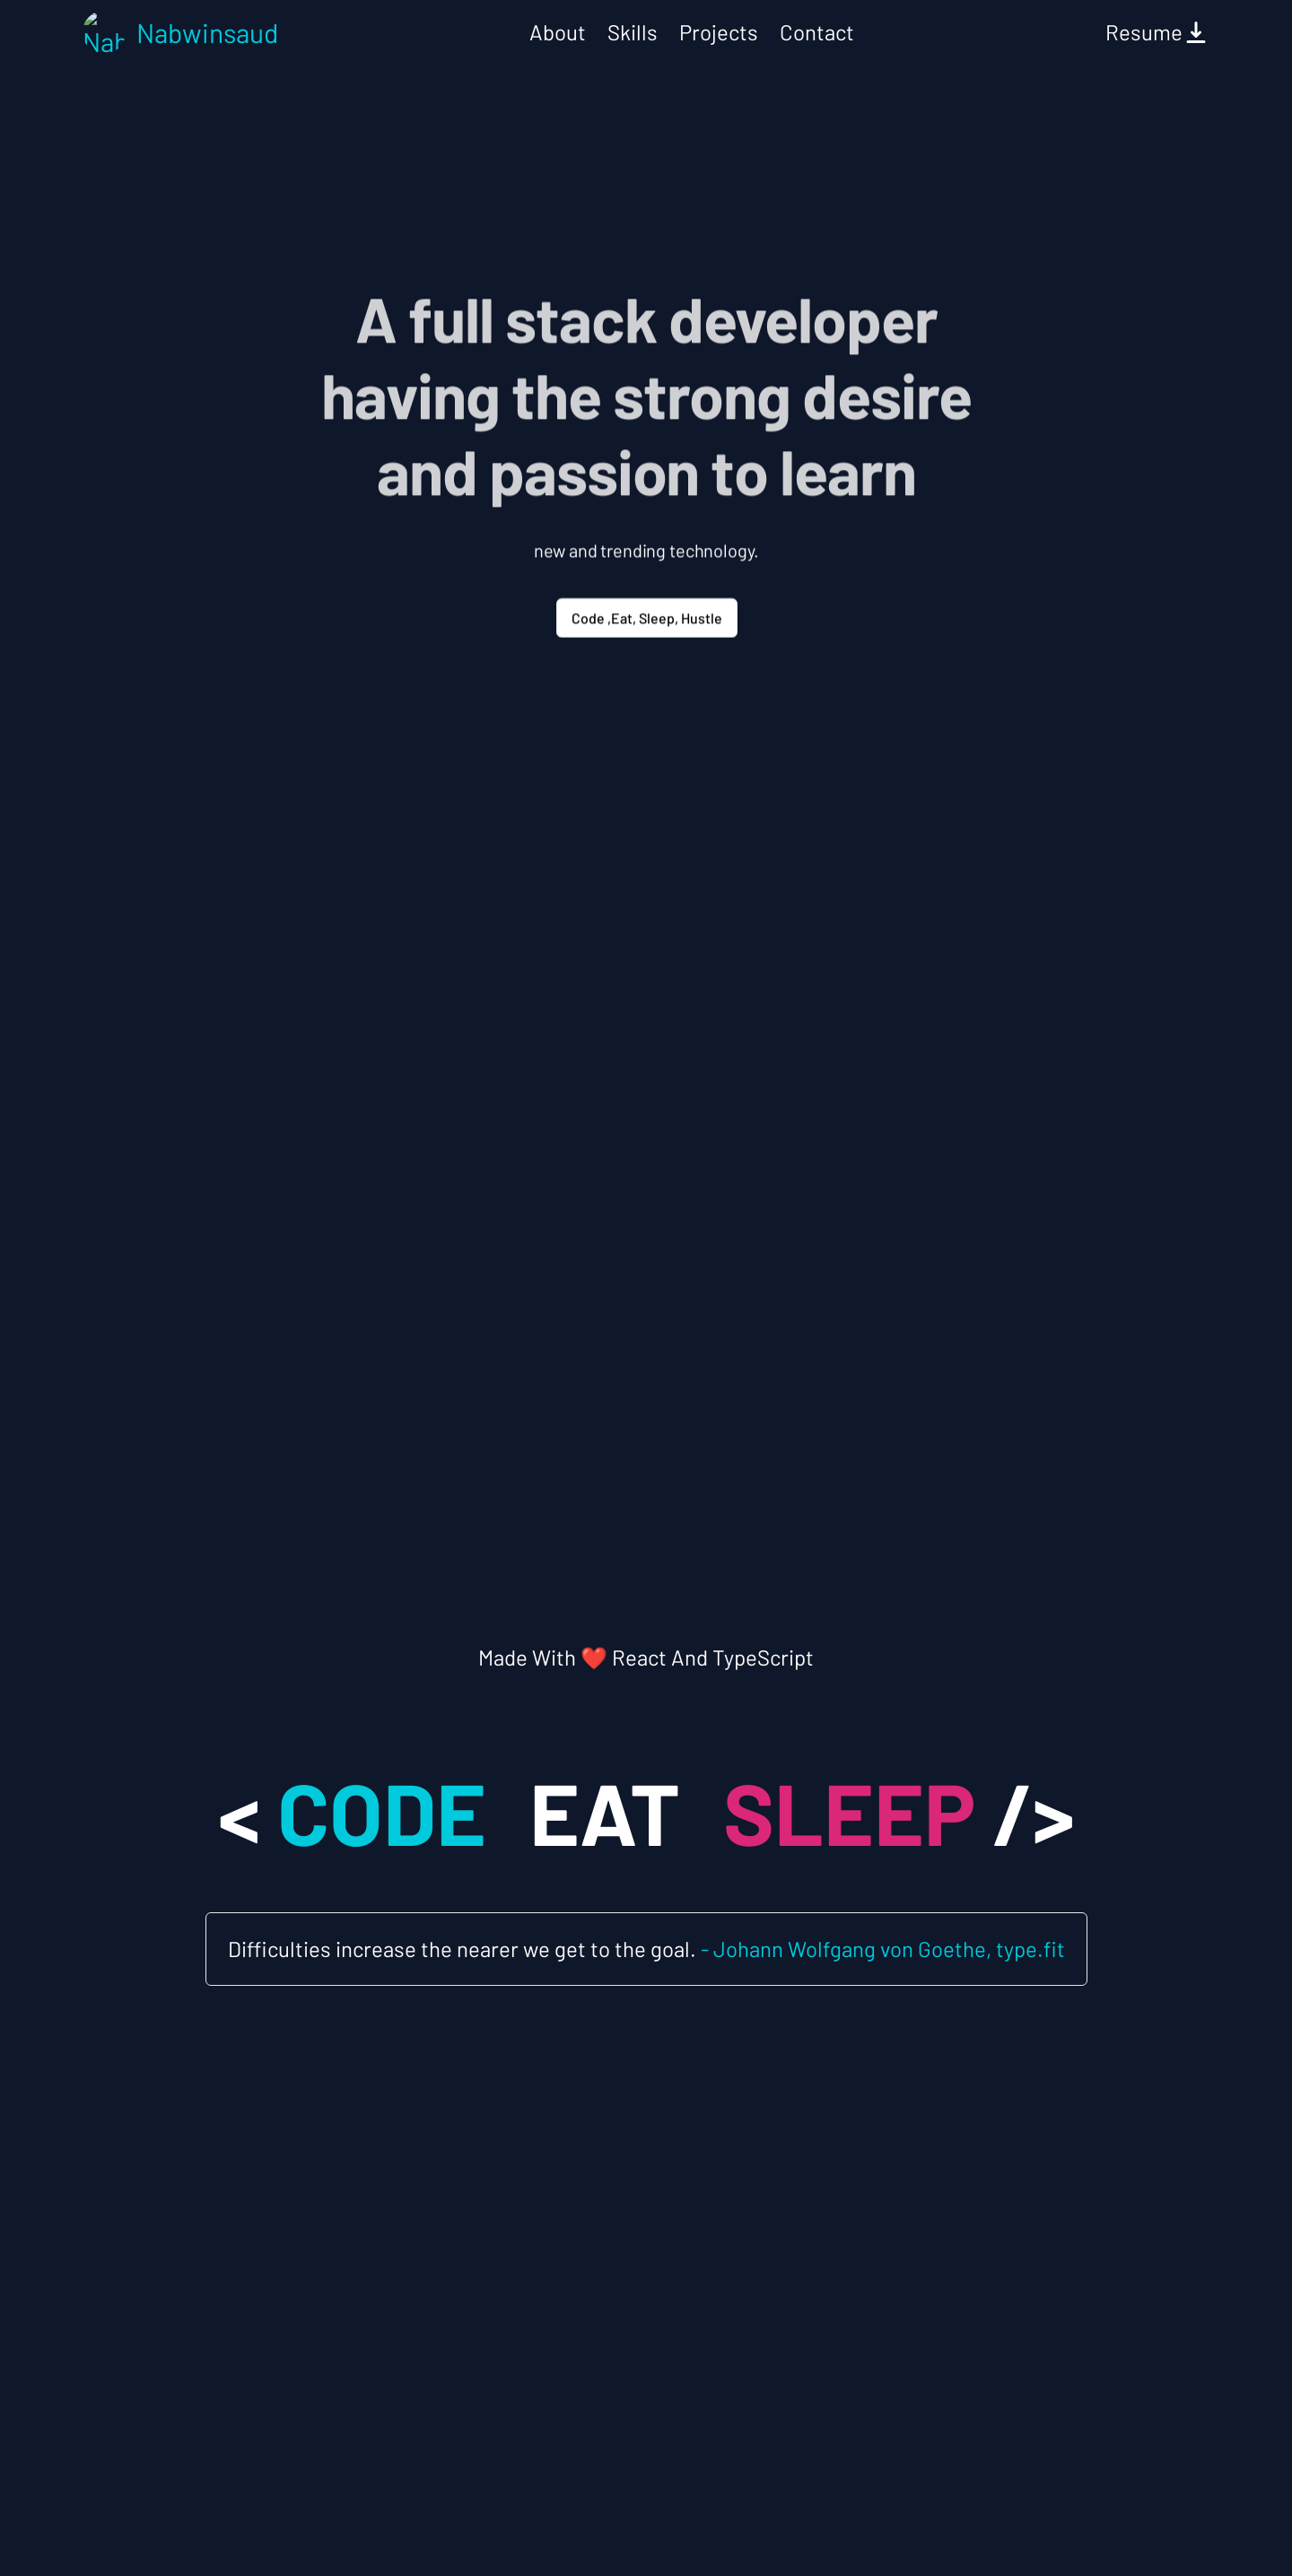 Nabwinsaud
About Skills Projects Contact
Resume
A full stack developer
having the strong desire
and passion to learn
new and trending technology.
Code ,Eat, Sleep, Hustle
Made With ❤️ React And TypeScript
< CODE EAT SLEEP />
Difficulties increase the nearer we get to the goal. - Johann Wolfgang von Goethe, type.fit